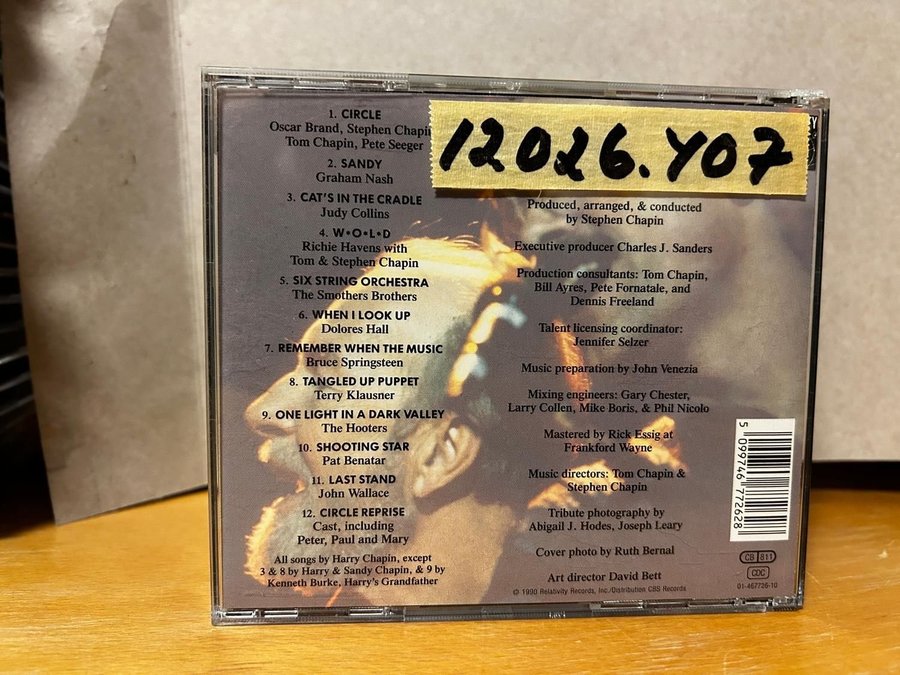 12026.Y07
1. CIRCLE
Oscar Brand, Stephen Chapin
Tom Chapin, Pete Seeger
2. SANDY
Graham Nash
3. CAT'S IN THE CRADLE
Judy Collins
4. W•O•L•D
Richie Havens with
Tom & Stephen Chapin
5. SIX STRING ORCHESTRA
The Smothers Brothers
6. WHEN I LOOK UP
Dolores Hall
7. REMEMBER WHEN THE MUSIC
Bruce Springsteen
8. TANGLED UP PUPPET
Terry Klausner
9. ONE LIGHT IN A DARK VALLEY
The Hooters
10. SHOOTING STAR
Pat Benatar
11. LAST STAND
John Wallace
12. CIRCLE REPRISE
Cast, including
Peter, Paul and Mary
All songs by Harry Chapin, except
3 & 8 by Harry & Sandy Chapin, & 9 by
Kenneth Burke, Harry's Grandfather
Produced, arranged, & conducted
by Stephen Chapin
Executive producer Charles J. Sanders
Production consultants: Tom Chapin,
Bill Ayres, Pete Fornatale, and
Dennis Freeland
Talent licensing coordinator:
Jennifer Selzer
Music preparation by John Venezia
Mixing engineers: Gary Chester,
Larry Collen, Mike Boris, & Phil Nicolo
Mastered by Rick Essig at
Frankford Wayne
Music directors: Tom Chapin &
Stephen Chapin
Tribute photography by
Abigail J. Hodes, Joseph Leary
Cover photo by Ruth Bernal
Art director David Bett
© 1990 Relativity Records, Inc./Distribution CBS Records
5 099746 772628
CB 811
CDC
01-467726-10